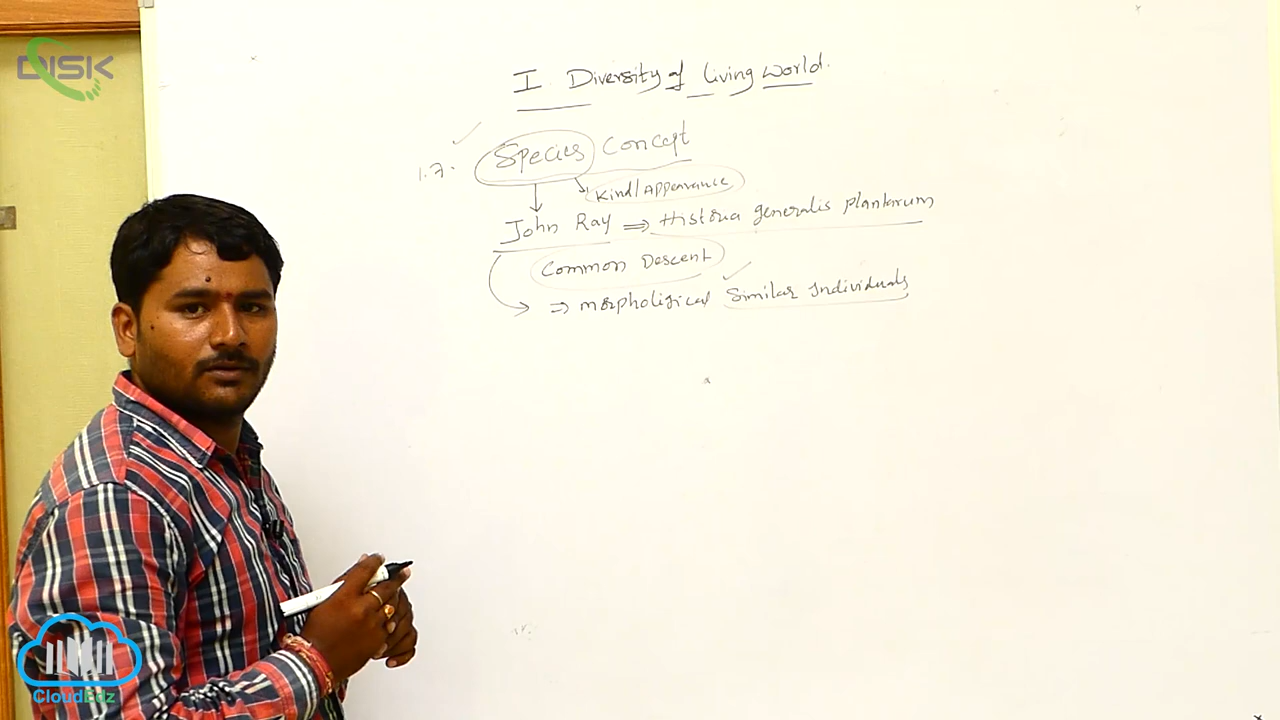 DISK
I. Diversity of living world.
1.7. Species Concept
Kind/Appearance
John Ray ⇒ Historia generalis plantarum
Common Descent
⇒ morpholigical Similar Individuals
CloudEdz